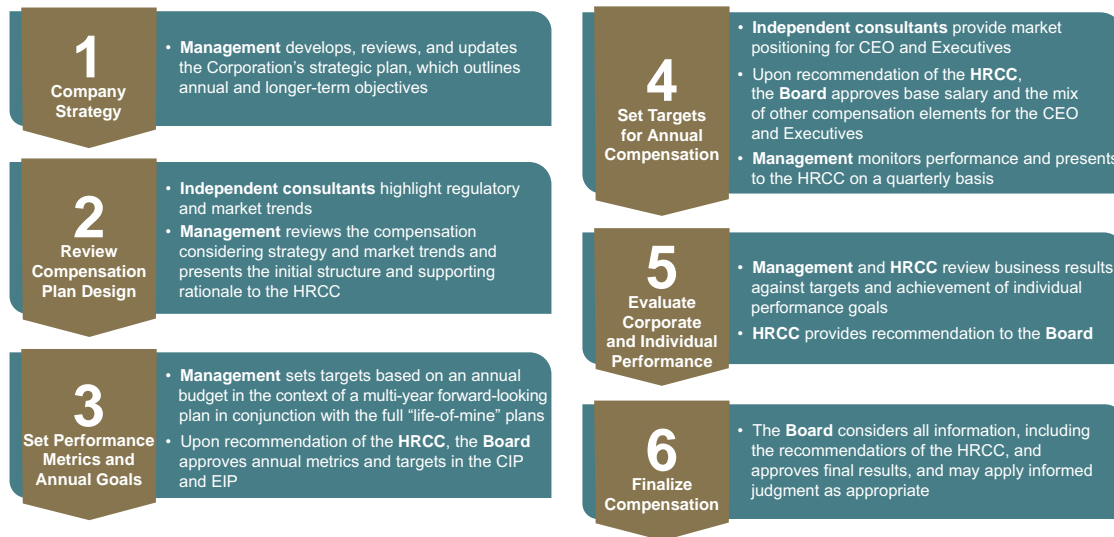 1
Company
Strategy
• Management develops, reviews, and updates
the Corporation's strategic plan, which outlines
annual and longer-term objectives
2
Review
Compensation
Plan Design
• Independent consultants highlight regulatory
and market trends
• Management reviews the compensation
considering strategy and market trends and
presents the initial structure and supporting
rationale to the HRCC
3
Set Performance
Metrics and
Annual Goals
• Management sets targets based on an annual
budget in the context of a multi-year forward-looking
plan in conjunction with the full “life-of-mine” plans
• Upon recommendation of the HRCC, the Board
approves annual metrics and targets in the CIP
and EIP
4
Set Targets
for Annual
Compensation
• Independent consultants provide market
positioning for CEO and Executives
• Upon recommendation of the HRCC,
the Board approves base salary and the mix
of other compensation elements for the CEO
and Executives
• Management monitors performance and presents
to the HRCC on a quarterly basis
5
Evaluate
Corporate
and Individual
Performance
• Management and HRCC review business results
against targets and achievement of individual
performance goals
• HRCC provides recommendation to the Board
6
Finalize
Compensation
• The Board considers all information, including
the recommendatiors of the HRCC, and
approves final results, and may apply informed
judgment as appropriate